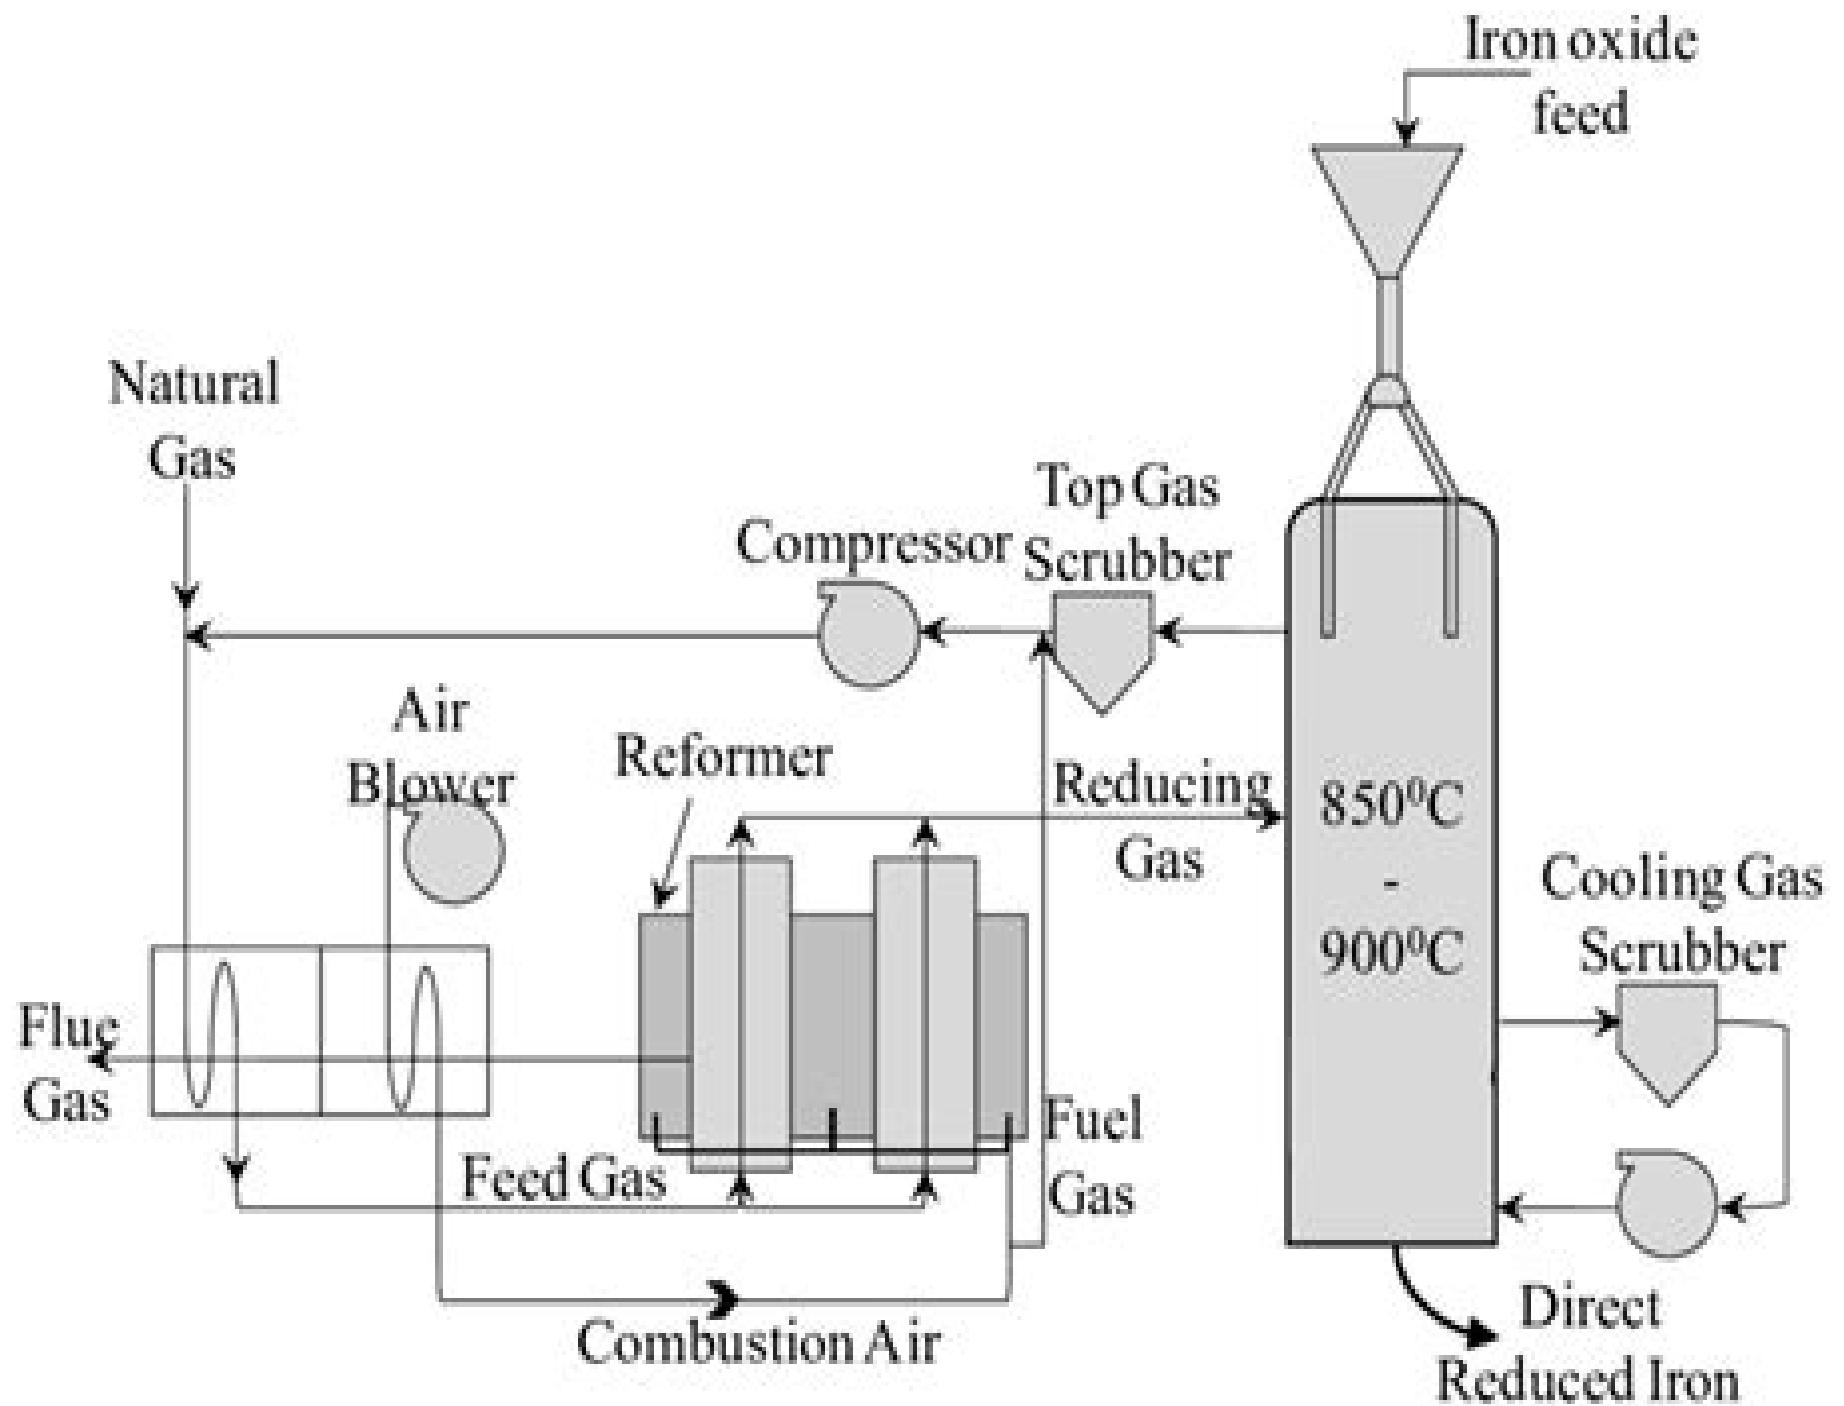 Iron oxide
feed
Natural
Gas
Top Gas
Scrubber
Compressor
Air
Blower
Reformer
Reducing
Gas
850⁰C
-
900⁰C
Cooling Gas
Scrubber
Flue
Gas
Feed Gas
Fuel
Gas
Combustion Air
Direct
Reduced Iron